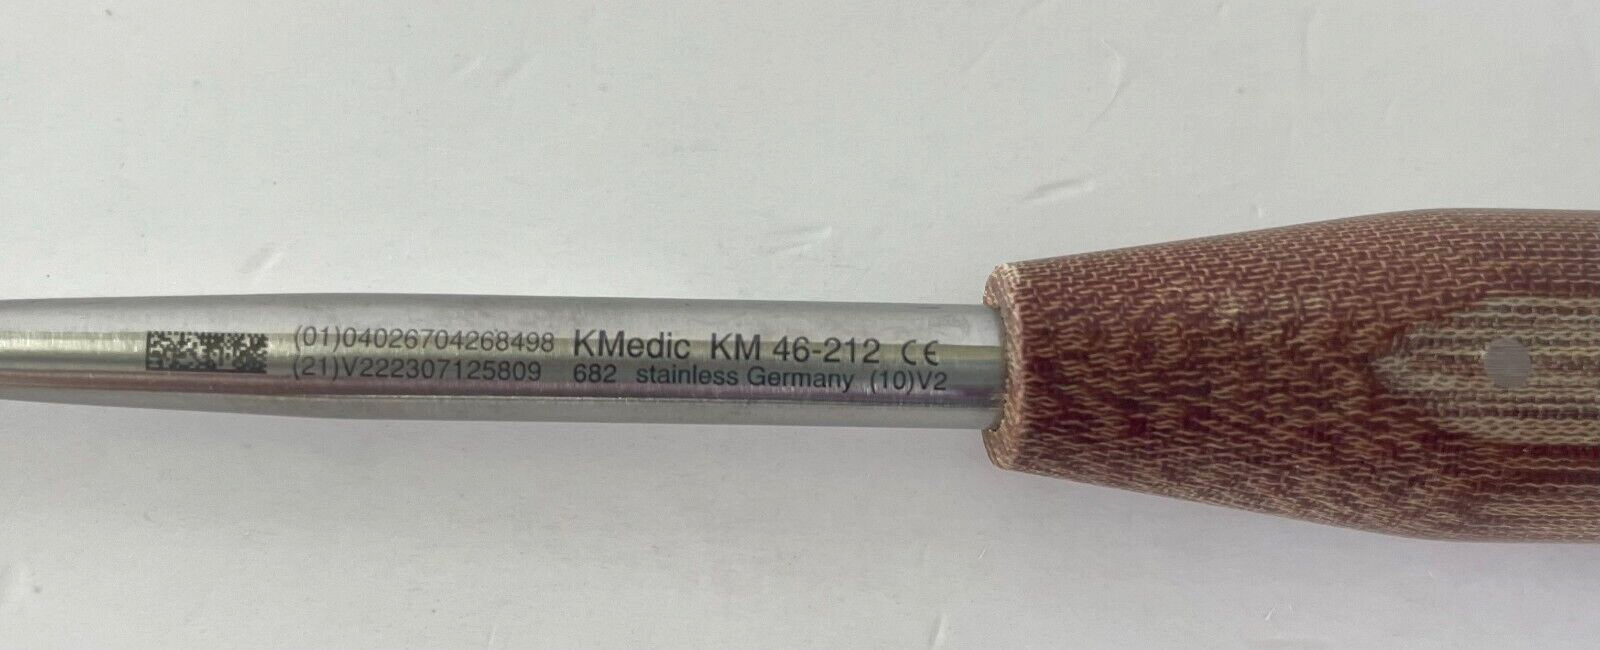 (01)04026704268498 KMedic KM 46-212 CE
(21)V222307125809 682 stainless Germany (10)V2